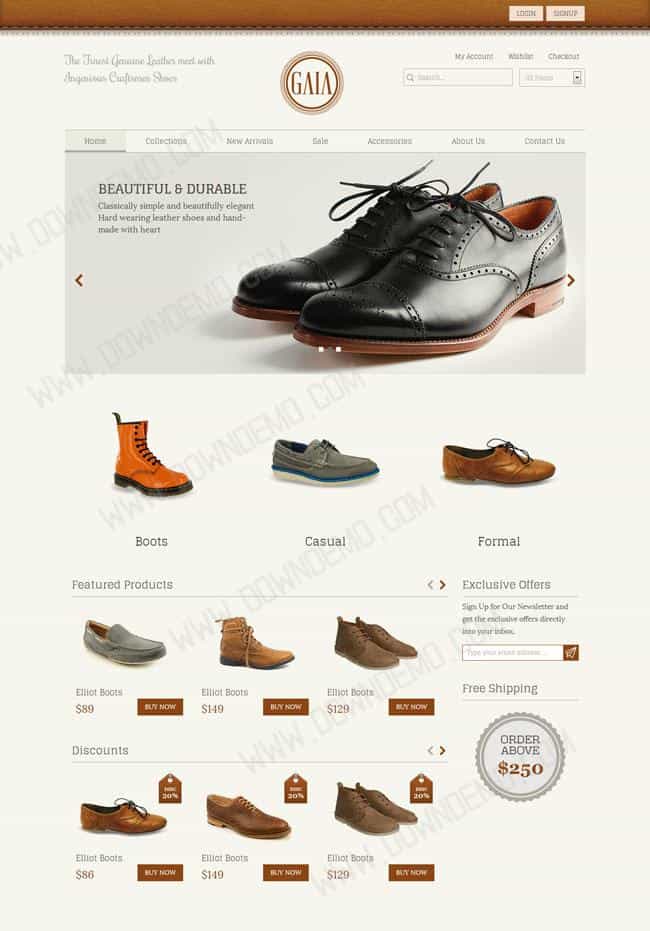 LOGIN
SIGNUP
The Finest Genuine Leather meet with
Ingenious Craftsmen Shoes
GAIA
My Account
Wishlist
Checkout
Search...
All Items
Home
Collections
New Arrivals
Sale
Accessories
About Us
Contact Us
BEAUTIFUL & DURABLE
Classically simple and beautifully elegant
Hard wearing leather shoes and hand-
made with heart
WWW.DOWNDEMO.COM
Boots
Casual
Formal
Featured Products
Elliot Boots
$89
BUY NOW
Elliot Boots
$149
BUY NOW
Elliot Boots
$129
BUY NOW
Exclusive Offers
Sign Up for Our Newsletter and
get the exclusive offers directly
into your inbox.
Type your email address ...
Free Shipping
ORDER
ABOVE
$250
Discounts
DISC
20%
DISC
20%
DISC
20%
Elliot Boots
$86
BUY NOW
Elliot Boots
$149
BUY NOW
Elliot Boots
$129
BUY NOW